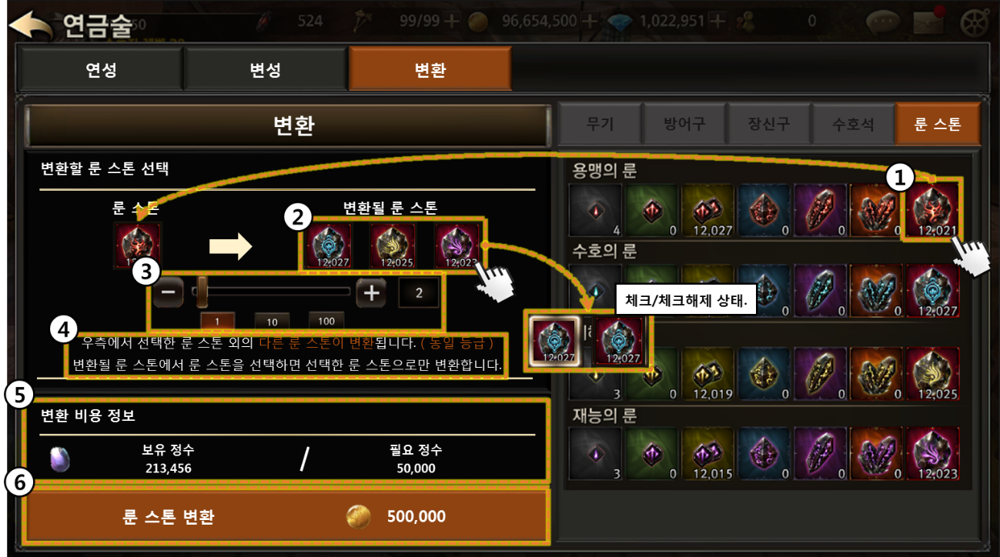 연금술
524
99/99
96,654,500
1,022,951
0
연성 변성 변환
변환
무기 방어구 장신구 수호석 룬 스톤
변환할 룬 스톤 선택
룬 스톤
변환될 룬 스톤
2
12,027 12,025 12,023
3
2
1 10 100
4
우측에서 선택한 룬 스톤 외의 다른 룬 스톤이 변환됩니다. ( 동일 등급 )
변환될 룬 스톤에서 룬 스톤을 선택하면 선택한 룬 스톤으로만 변환합니다.
5
변환 비용 정보
보유 정수 / 필요 정수
213,456 50,000
6
룬 스톤 변환 500,000
용맹의 룬
1
4 0 12,027 0 0 0 12,021
수호의 룬
0 0 0 12,027
체크/체크해제 상태.
12,027 12,027
3 0 12,019 0 0 0 12,025
재능의 룬
3 0 12,015 0 0 0 12,023